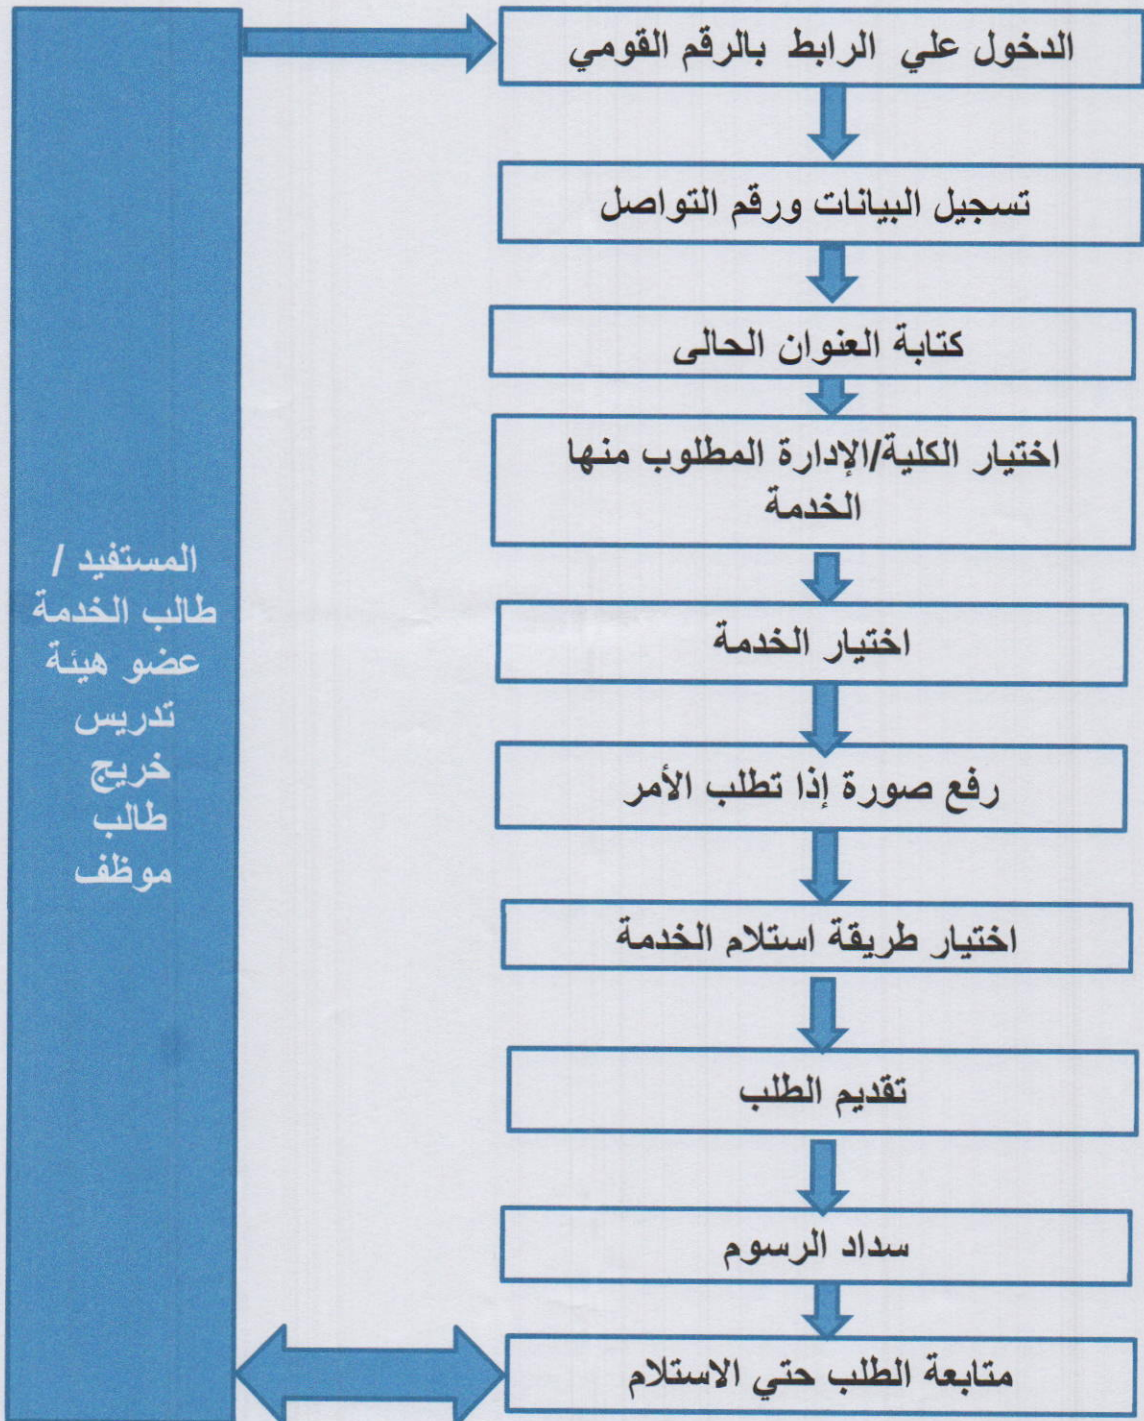 الدخول علي الرابط بالرقم القومي
تسجيل البيانات ورقم التواصل
كتابة العنوان الحالى
اختيار الكلية/الإدارة المطلوب منها
الخدمة
اختيار الخدمة
رفع صورة إذا تطلب الأمر
اختيار طريقة استلام الخدمة
تقديم الطلب
سداد الرسوم
متابعة الطلب حتي الاستلام
المستفيد /
طالب الخدمة
عضو هيئة
تدريس
خريج
طالب
موظف